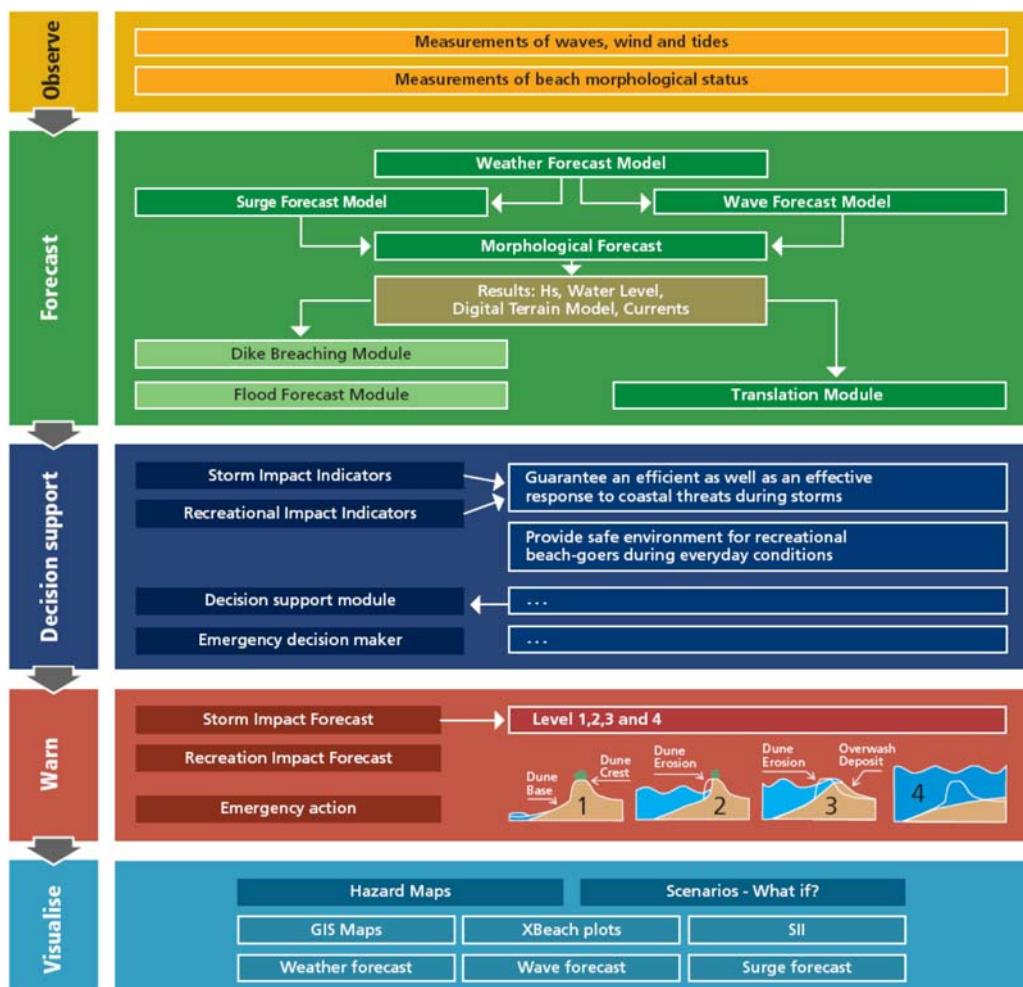 Observe
Measurements of waves, wind and tides
Measurements of beach morphological status
Forecast
Weather Forecast Model
Surge Forecast Model
Wave Forecast Model
Morphological Forecast
Results: Hs, Water Level,
Digital Terrain Model, Currents
Dike Breaching Module
Flood Forecast Module
Translation Module
Decision support
Storm Impact Indicators
Recreational Impact Indicators
Guarantee an efficient as well as an effective
response to coastal threats during storms
Provide safe environment for recreational
beach-goers during everyday conditions
Decision support module
...
Emergency decision maker
...
Warn
Storm Impact Forecast
Level 1,2,3 and 4
Recreation Impact Forecast
Emergency action
Dune
Base
Dune
Crest
1
Dune
Erosion
2
Dune
Erosion
Overwash
Deposit
3
4
Visualise
Hazard Maps
Scenarios - What if?
GIS Maps
XBeach plots
SII
Weather forecast
Wave forecast
Surge forecast